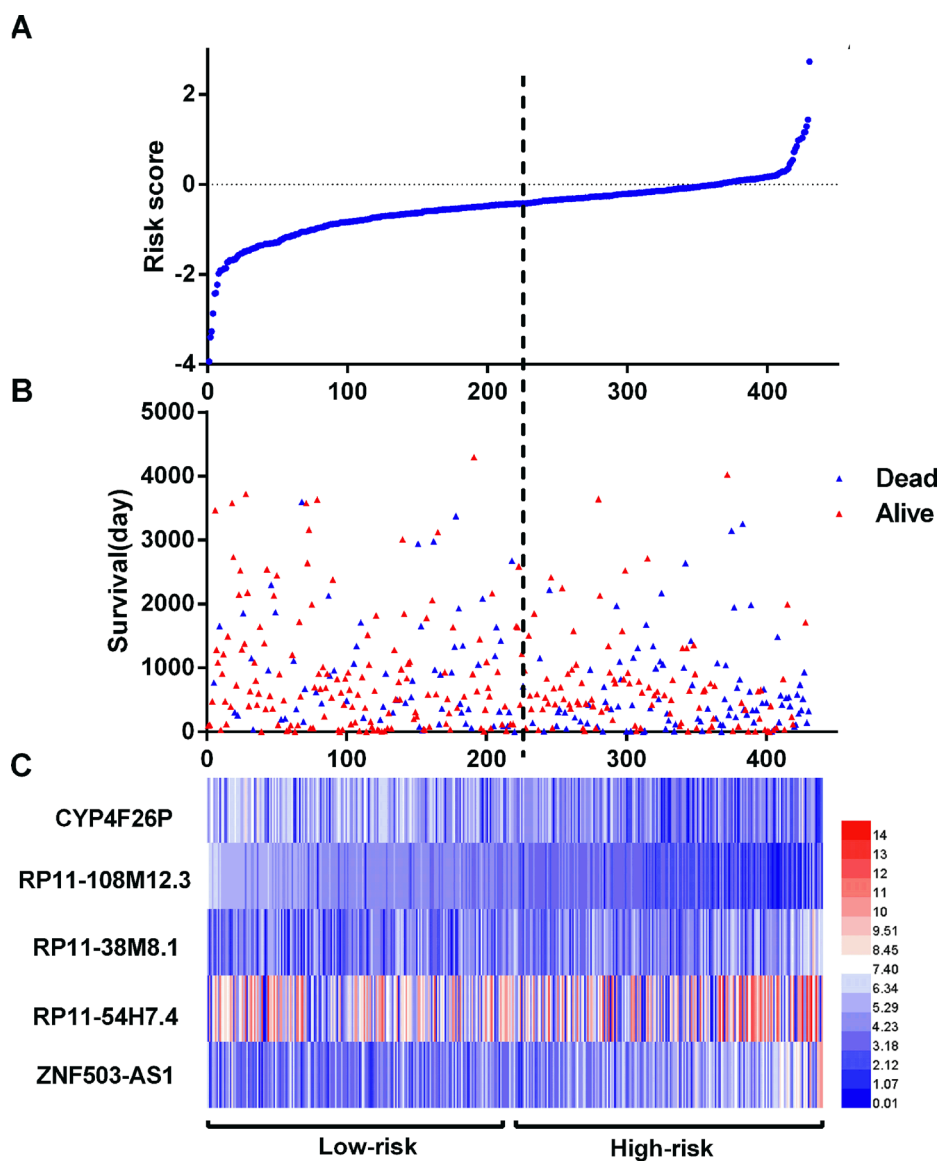 A
2
0
-2
-4
Risk score
0 100 200 300 400
B
5000
4000
3000
2000
1000
0
Survival(day)
Dead
Alive
0 100 200 300 400
C
CYP4F26P
RP11-108M12.3
RP11-38M8.1
RP11-54H7.4
ZNF503-AS1
14
13
12
11
10
9.51
8.45
7.40
6.34
5.29
4.23
3.18
2.12
1.07
0.01
Low-risk High-risk